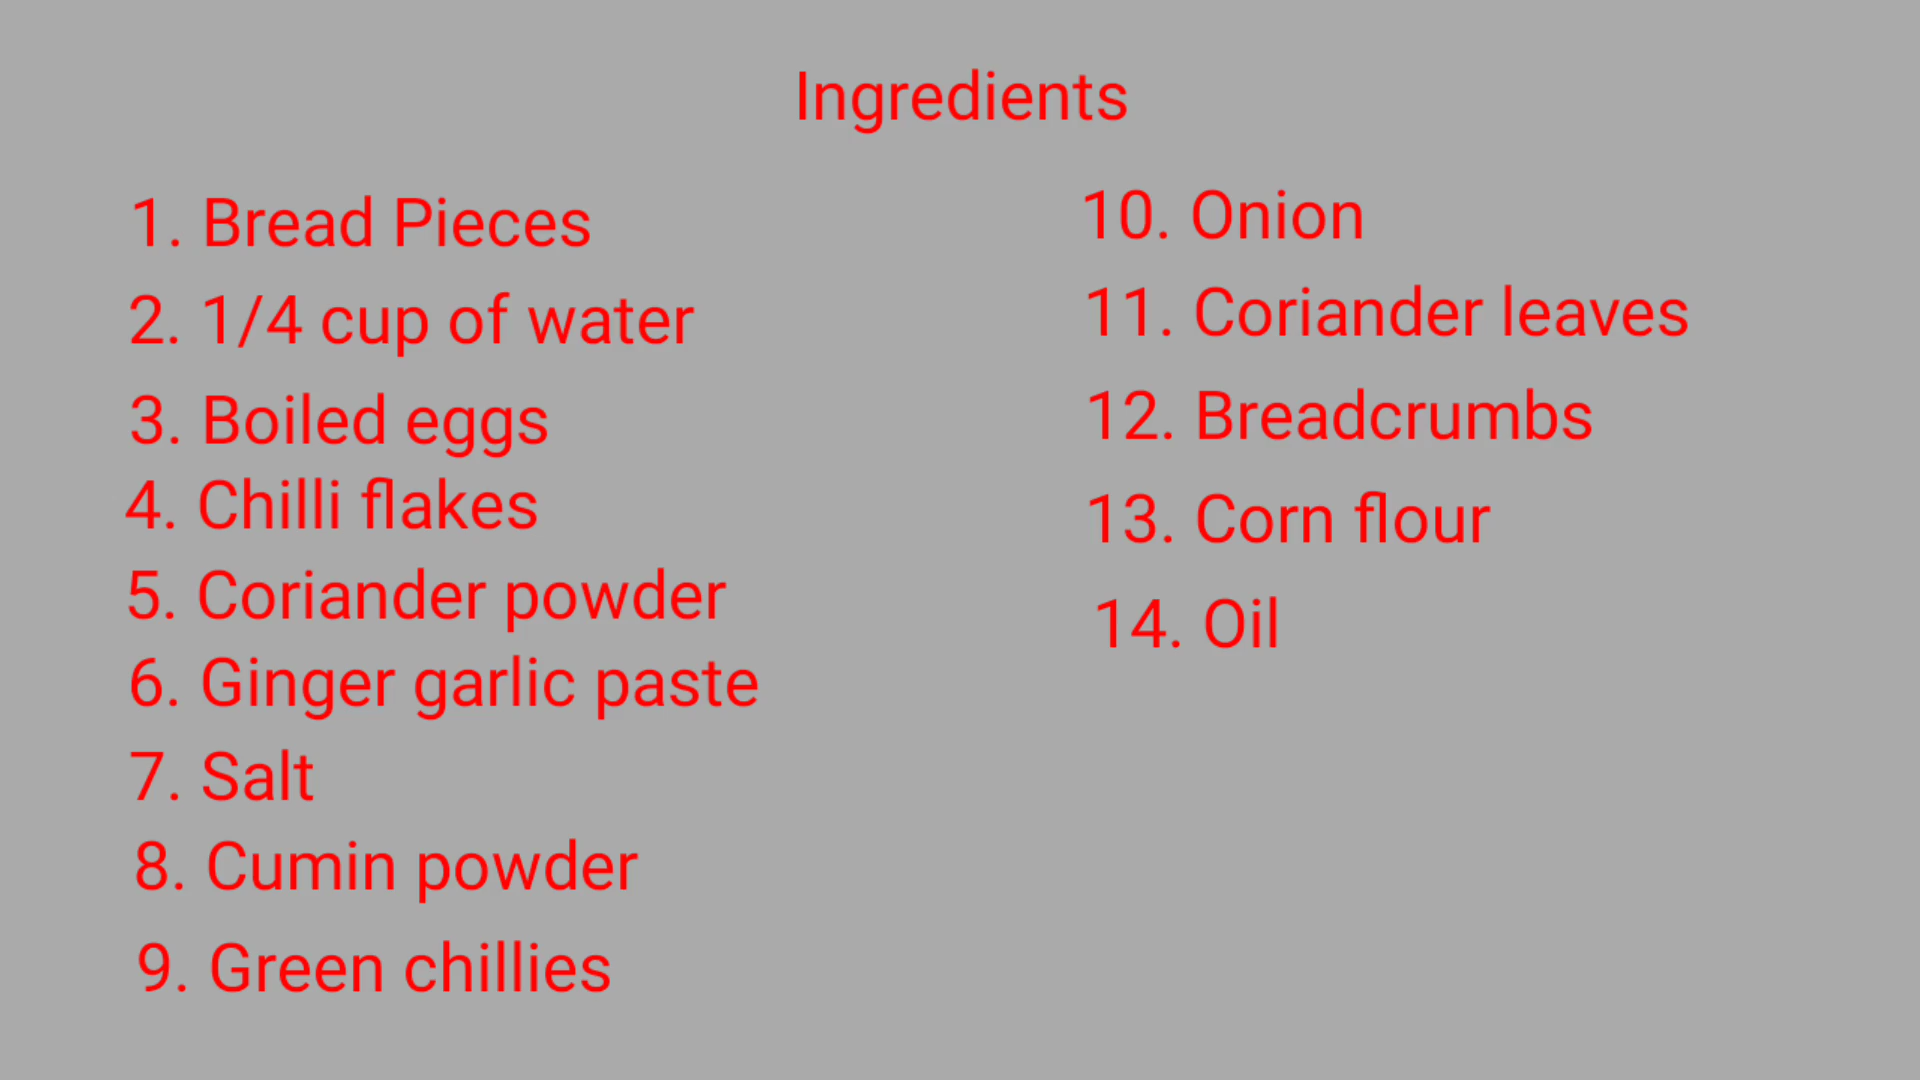 Ingredients
1. Bread Pieces
2. 1/4 cup of water
3. Boiled eggs
4. Chilli flakes
5. Coriander powder
6. Ginger garlic paste
7. Salt
8. Cumin powder
9. Green chillies
10. Onion
11. Coriander leaves
12. Breadcrumbs
13. Corn flour
14. Oil